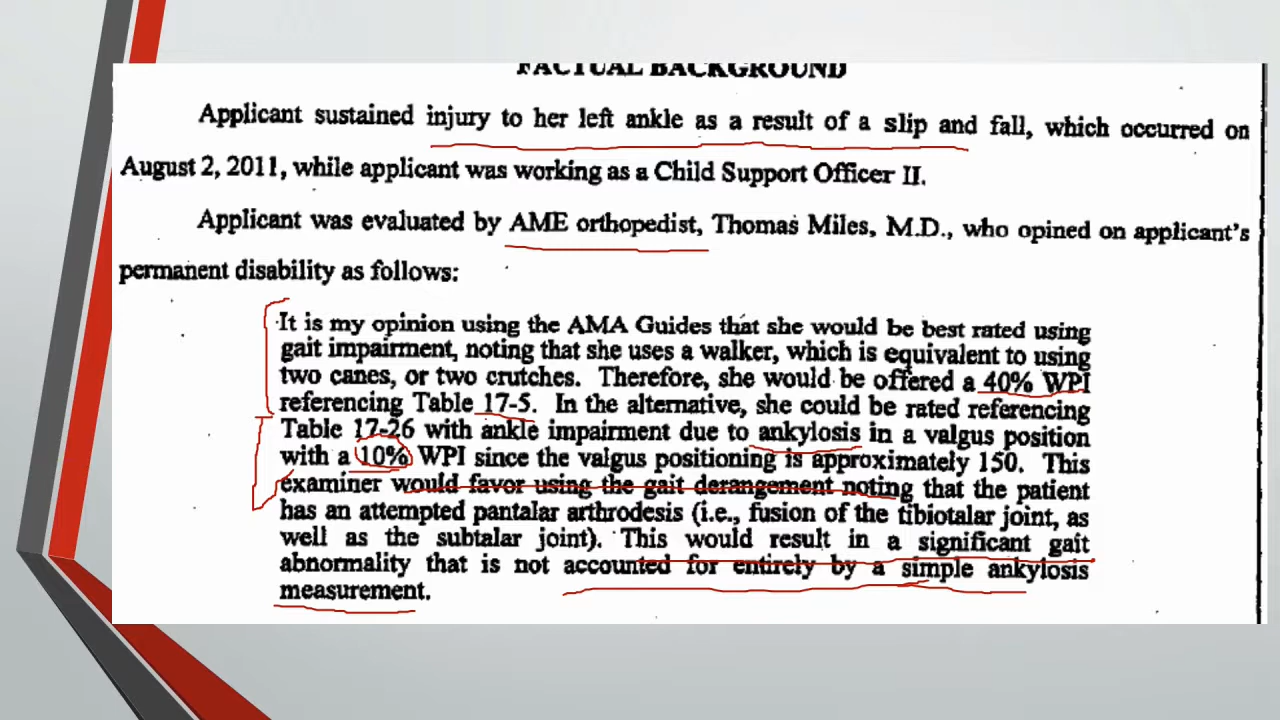 FACTUAL BACKGROUND
Applicant sustained injury to her left ankle as a result of a slip and fall, which occurred on
August 2, 2011, while applicant was working as a Child Support Officer II.
Applicant was evaluated by AME orthopedist, Thomas Miles, M.D., who opined on applicant's
permanent disability as follows:
It is my opinion using the AMA Guides that she would be best rated using
gait impairment, noting that she uses a walker, which is equivalent to using
two canes, or two crutches. Therefore, she would be offered a 40% WPI
referencing Table 17-5. In the alternative, she could be rated referencing
Table 17-26 with ankle impairment due to ankylosis in a valgus position
with a 10% WPI since the valgus positioning is approximately 150. This
examiner would favor using the gait derangement noting that the patient
has an attempted pantalar arthrodesis (i.e., fusion of the tibiotalar joint, as
well as the subtalar joint). This would result in a significant gait
abnormality that is not accounted for entirely by a simple ankylosis
measurement.